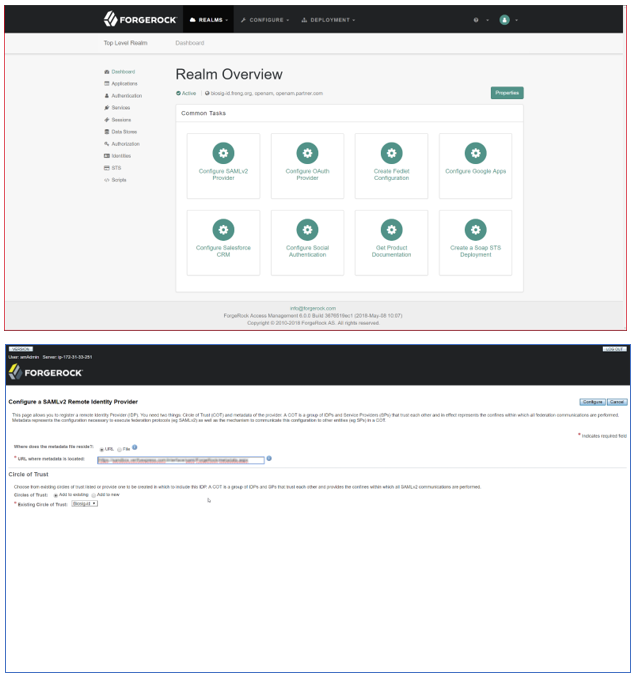 FORGEROCK REALMS CONFIGURE DEPLOYMENT
Top Level Realm Dashboard
Dashboard
Applications
Authentication
Services
Sessions
Data Stores
Authorization
Identities
STS
Scripts
Realm Overview
Active biosig-id.freng.org, openam, openam.partner.com
Properties
Common Tasks
Configure SAMLv2
Provider
Configure OAuth
Provider
Create Fedlet
Configuration
Configure Google Apps
Configure Salesforce
CRM
Configure Social
Authentication
Get Product
Documentation
Create a Soap STS
Deployment
info@forgerock.com
ForgeRock Access Management 6.0.0 Build (2018-May-08 10:57)
Copyright © 2010-2018 ForgeRock AS. All rights reserved.
VERSION LOG OUT
User: amAdmin Server: ip-172-31-33-251
FORGEROCK
Configure a SAMLv2 Remote Identity Provider
Configure Cancel
This page allows you to register a remote Identity Provider (IDP). You need two things: Circle of Trust (COT) and metadata of the provider. A COT is a group of IDPs and Service Providers (SPs) that trust each other and in effect represents the confines within which all federation communications are performed.
Metadata represents the configuration necessary to execute federation protocols (eg SAMLv2) as well as the mechanism to communicate this configuration to other entities (eg SPs) in a COT.
* Indicates required field
Where does the metadata file reside?: URL File
* URL where metadata is located:
Circle of Trust
Choose from existing circles of trust listed or provide one to be created in which to include this IDP. A COT is a group of IDPs and SPs that trust each other and provides the confines within which all SAMLv2 communications are performed.
Circles of Trust: Add to existing Add to new
* Existing Circle of Trust: Biosig-id